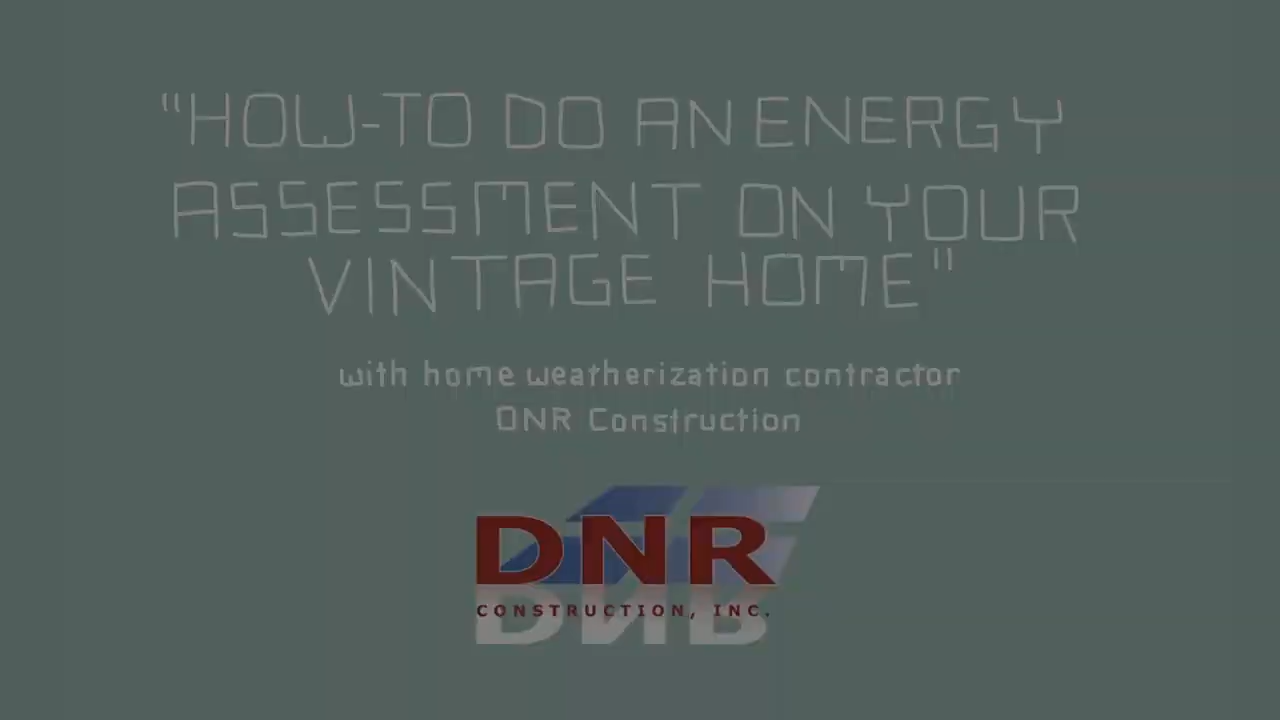 "HOW-TO DO AN ENERGY
ASSESSMENT ON YOUR
VINTAGE HOME"
with home weatherization contractor
DNR Construction
DNR
CONSTRUCTION, INC.